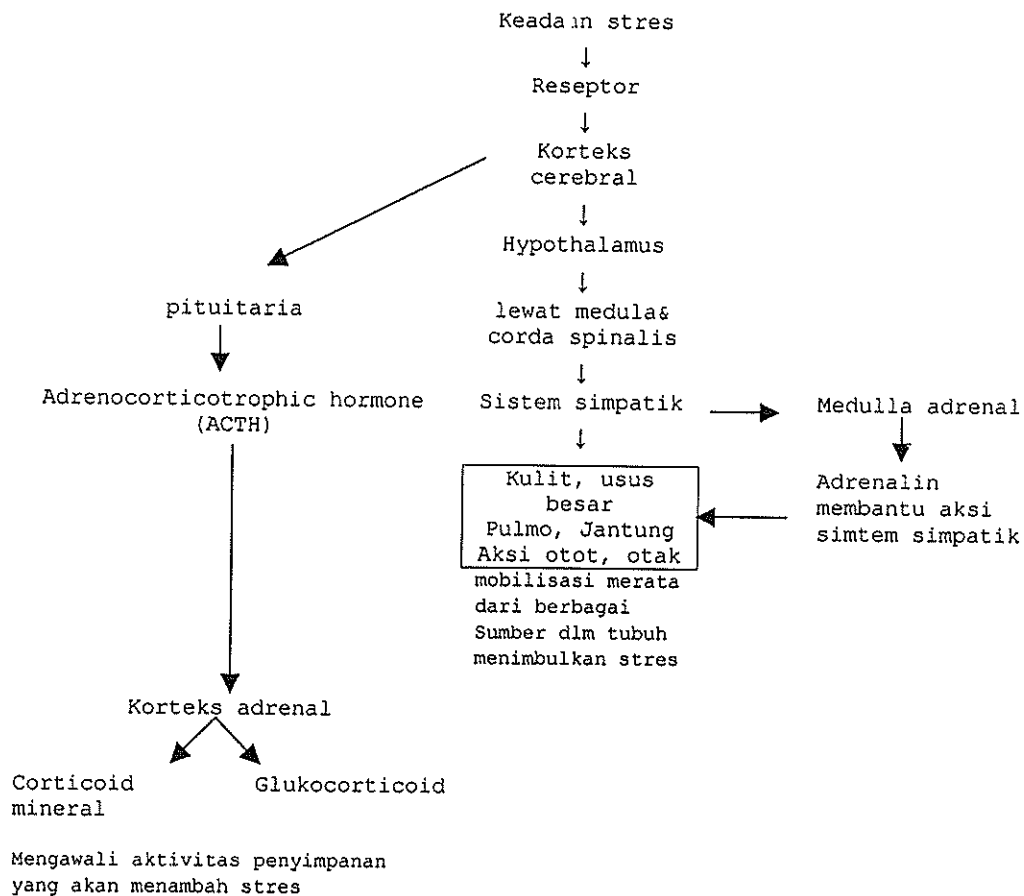 Keadaan stres
↓
Reseptor
↓
Korteks
cerebral
↓
Hypothalamus
↓
pituitaria
lewat medula&
corda spinalis
↓
Adrenocorticotrophic hormone
(ACTH)
Sistem simpatik
Medulla adrenal
↓
Kulit, usus
besar
Pulmo, Jantung
Aksi otot, otak
mobilisasi merata
dari berbagai
Sumber dlm tubuh
menimbulkan stres
Adrenalin
membantu aksi
simtem simpatik
Korteks adrenal
Corticoid
mineral
Glukocorticoid
Mengawali aktivitas penyimpanan
yang akan menambah stres